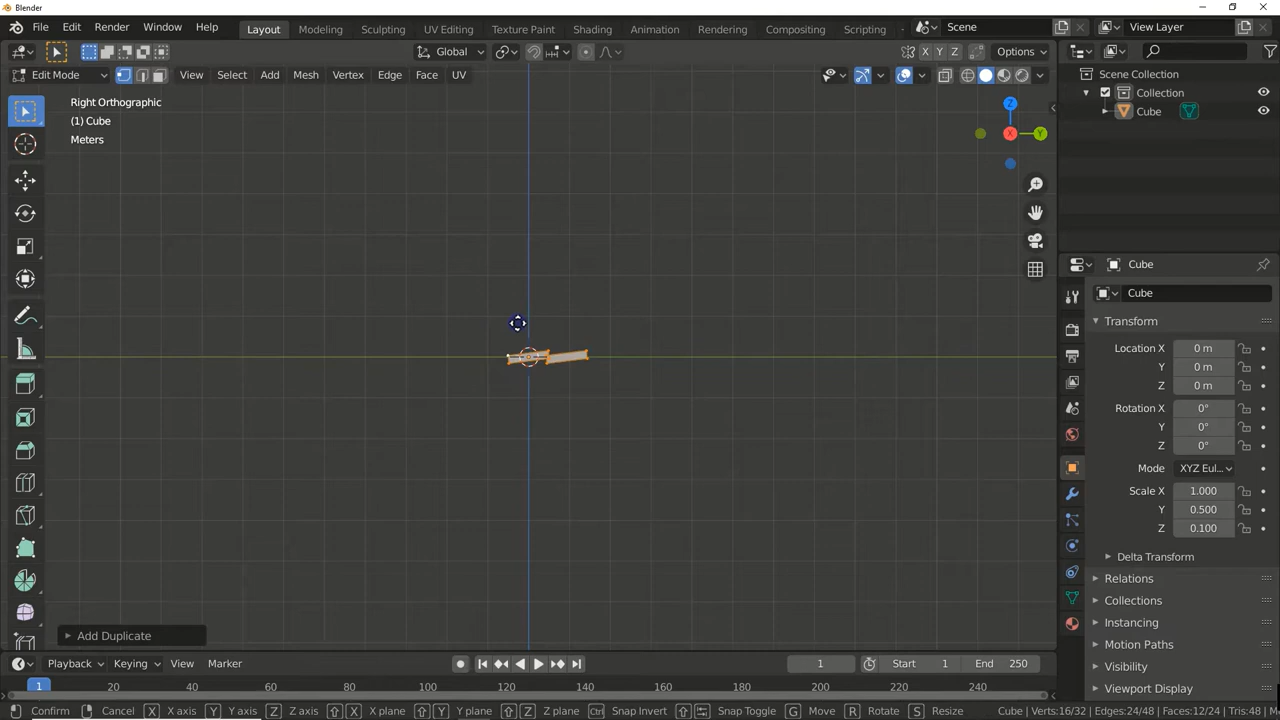 Blender
File Edit Render Window Help Layout Modeling Sculpting UV Editing Texture Paint Shading Animation Rendering Compositing Scripting Scene View Layer
Global X Y Z Options
Edit Mode View Select Add Mesh Vertex Edge Face UV
Right Orthographic
(1) Cube
Meters
Z
X
Y
Scene Collection
Collection
Cube
Cube
Cube
Transform
Location X 0 m
Y 0 m
Z 0 m
Rotation X 0°
Y 0°
Z 0°
Mode XYZ Eul...
Scale X 1.000
Y 0.500
Z 0.100
Delta Transform
Relations
Collections
Instancing
Motion Paths
Visibility
Viewport Display
Add Duplicate
Playback Keying View Marker 1 Start 1 End 250
1 20 40 60 80 100 120 140 160 180 200 220 240
Confirm Cancel X X axis Y Y axis Z Z axis X X plane Y Y plane Z Z plane Ctrl Snap Invert Snap Toggle G Move R Rotate S Resize Cube | Verts:16/32 | Edges:24/48 | Faces:12/24 | Tris:48 | M